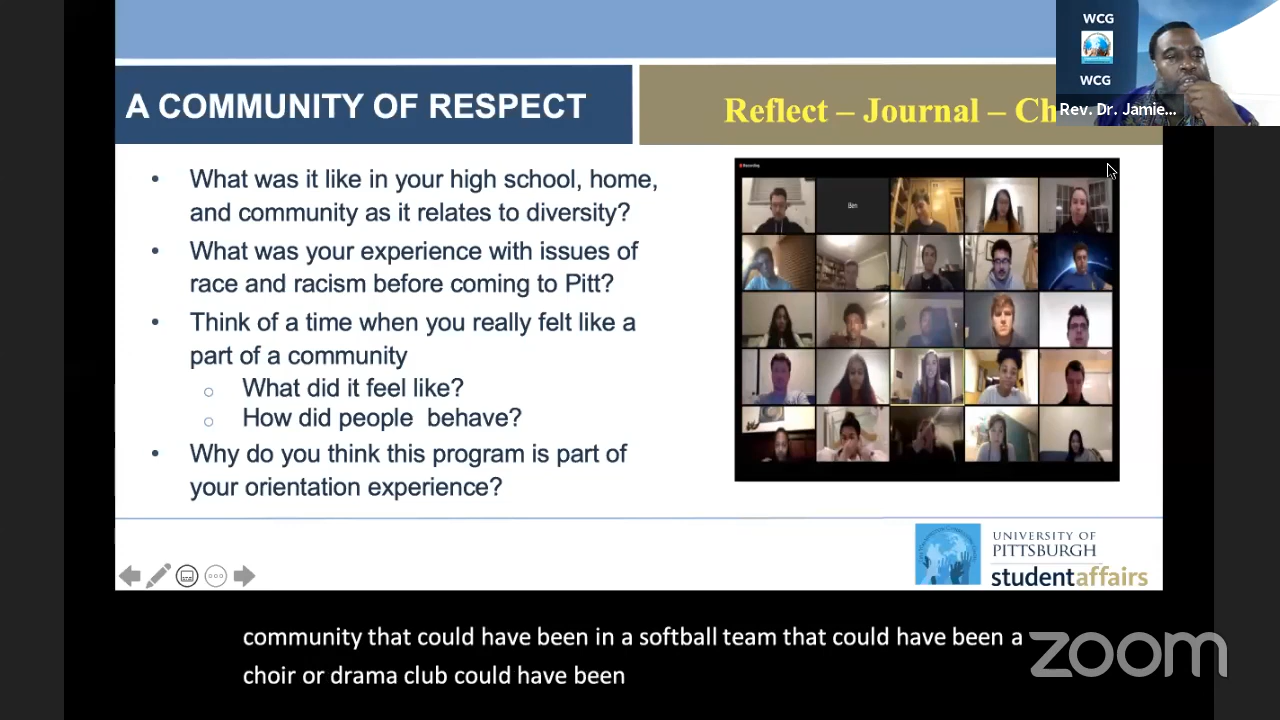 WCG
WCG
Rev. Dr. Jamie...
A COMMUNITY OF RESPECT
Reflect – Journal – Ch
What was it like in your high school, home,
and community as it relates to diversity?
What was your experience with issues of
race and racism before coming to Pitt?
Think of a time when you really felt like a
part of a community
What did it feel like?
How did people behave?
Why do you think this program is part of
your orientation experience?
Recording
Ben
UNIVERSITY OF
PITTSBURGH
studentaffairs
community that could have been in a softball team that could have been a
choir or drama club could have been
zoom